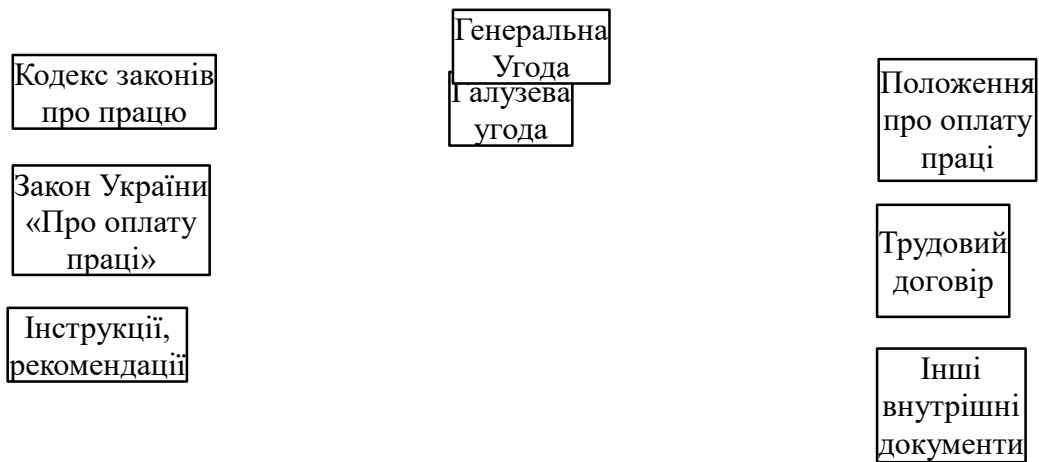 Кодекс законів
про працю
Закон України
«Про оплату
праці»
Інструкції,
рекомендації
Генеральна
Угода
Галузева
угода
Положення
про оплату
праці
Трудовий
договір
Інші
внутрішні
документи